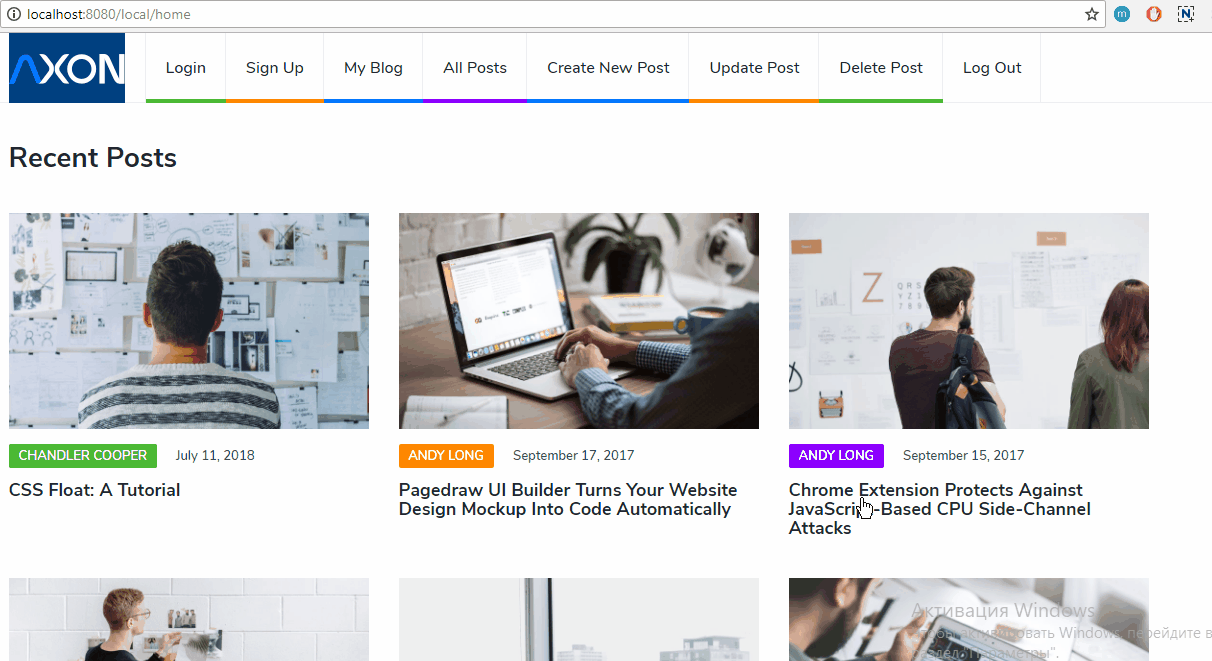 localhost:8080/local/home
m
N
AXON
Login
Sign Up
My Blog
All Posts
Create New Post
Update Post
Delete Post
Log Out
Recent Posts
Z
CHANDLER COOPER
July 11, 2018
CSS Float: A Tutorial
ANDY LONG
September 17, 2017
Pagedraw UI Builder Turns Your Website
Design Mockup Into Code Automatically
ANDY LONG
September 15, 2017
Chrome Extension Protects Against
JavaScript-Based CPU Side-Channel
Attacks
Активация Windows
Чтобы активировать Windows, перейдите в
раздел "Параметры".